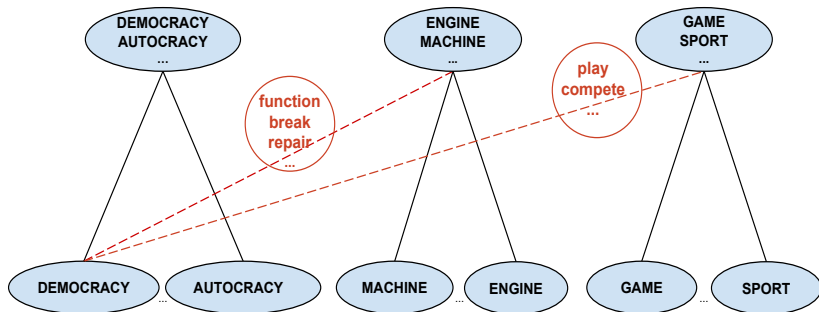 DEMOCRACY
AUTOCRACY
...
ENGINE
MACHINE
...
GAME
SPORT
...
function
break
repair
...
play
compete
...
DEMOCRACY ... AUTOCRACY
MACHINE ... ENGINE
GAME ... SPORT